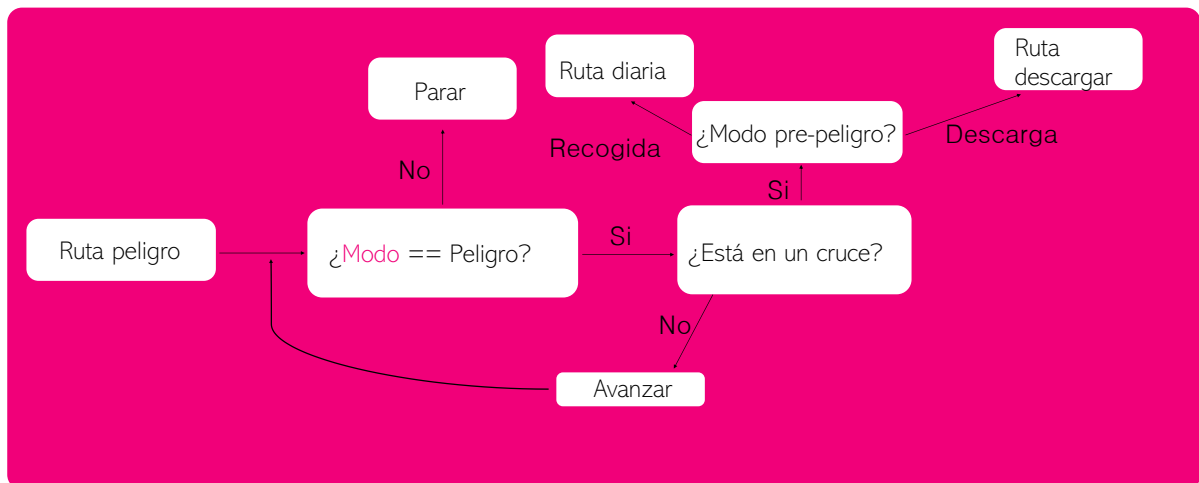 Ruta
descargar
Ruta diaria
Parar
¿Modo pre-peligro?
Descarga
Recogida
No
Si
Ruta peligro
¿Modo == Peligro?
Si
¿Está en un cruce?
No
Avanzar